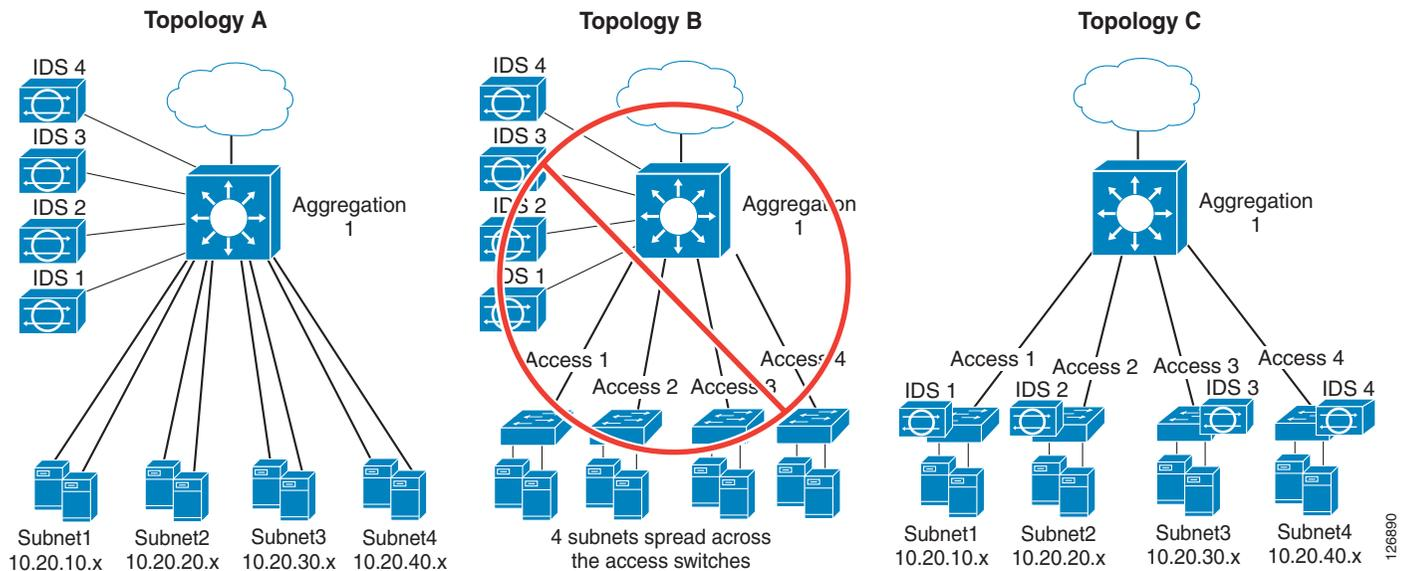 Topology A
IDS 4
IDS 3
IDS 2
IDS 1
Aggregation
1
Subnet1
10.20.10.x
Subnet2
10.20.20.x
Subnet3
10.20.30.x
Subnet4
10.20.40.x
Topology B
IDS 4
IDS 3
IDS 2
IDS 1
Aggregation
1
Access 1
Access 2
Access 3
Access 4
4 subnets spread across
the access switches
Topology C
Aggregation
1
Access 1
Access 2
Access 3
Access 4
IDS 1
IDS 2
IDS 3
IDS 4
Subnet1
10.20.10.x
Subnet2
10.20.20.x
Subnet3
10.20.30.x
Subnet4
10.20.40.x
126890